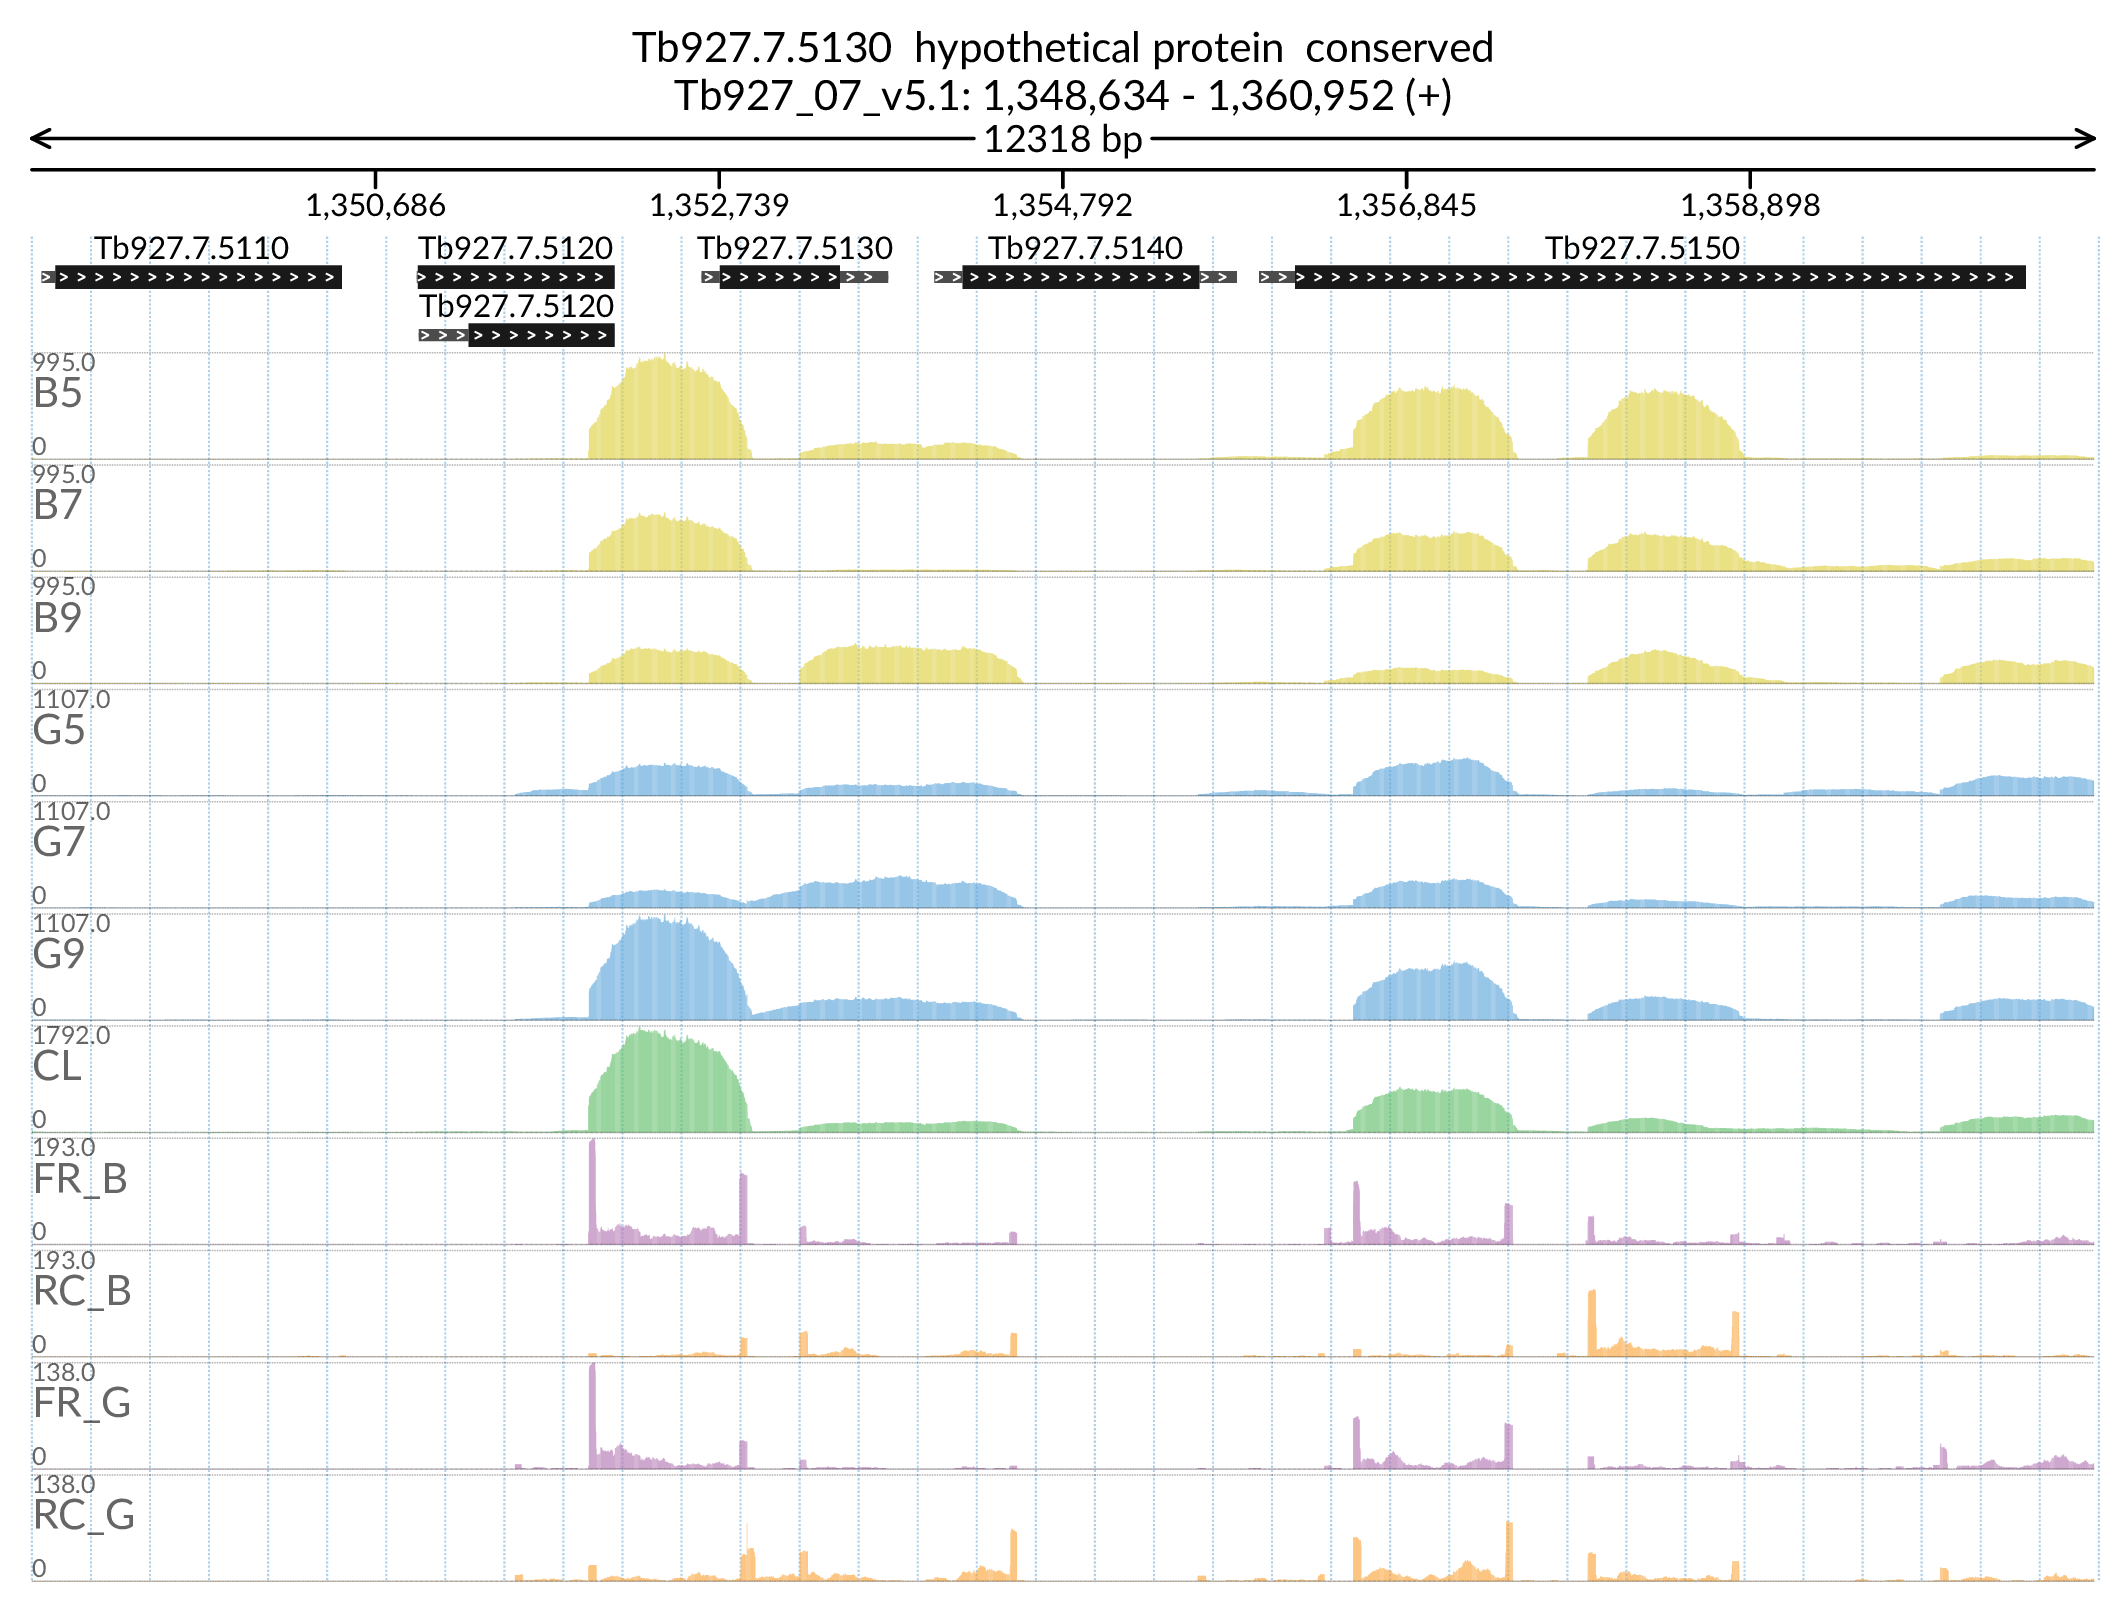 Tb927.7.5130  hypothetical protein  conserved
Tb927_07_v5.1: 1,348,634 - 1,360,952 (+)
12318 bp
1,350,686 1,352,739 1,354,792 1,356,845 1,358,898
Tb927.7.5110 Tb927.7.5120 Tb927.7.5130 Tb927.7.5140 Tb927.7.5150
Tb927.7.5120
995.0
B5
0
995.0
B7
0
995.0
B9
0
1107.0
G5
0
1107.0
G7
0
1107.0
G9
0
1792.0
CL
0
193.0
FR_B
0
193.0
RC_B
0
138.0
FR_G
0
138.0
RC_G
0